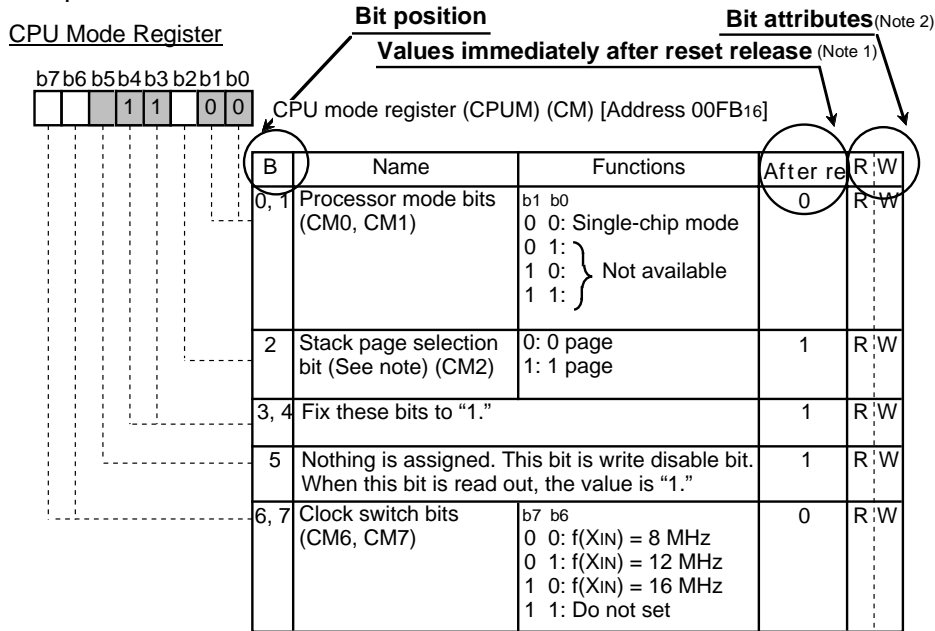 Bit position
Bit attributes(Note 2)
CPU Mode Register
Values immediately after reset release (Note 1)
b7 b6 b5 b4 b3 b2 b1 b0
1 1 0 0
CPU mode register (CPUM) (CM) [Address 00FB16]
B Name Functions After re R W
0, 1 Processor mode bits b1 b0 0 R W
(CM0, CM1) 0 0: Single-chip mode
0 1:
1 0: Not available
1 1:
2 Stack page selection 0: 0 page 1 R W
bit (See note) (CM2) 1: 1 page
3, 4 Fix these bits to “1.” 1 R W
5 Nothing is assigned. This bit is write disable bit. 1 R W
When this bit is read out, the value is “1.”
6, 7 Clock switch bits b7 b6 0 R W
(CM6, CM7) 0 0: f(XIN) = 8 MHz
0 1: f(XIN) = 12 MHz
1 0: f(XIN) = 16 MHz
1 1: Do not set